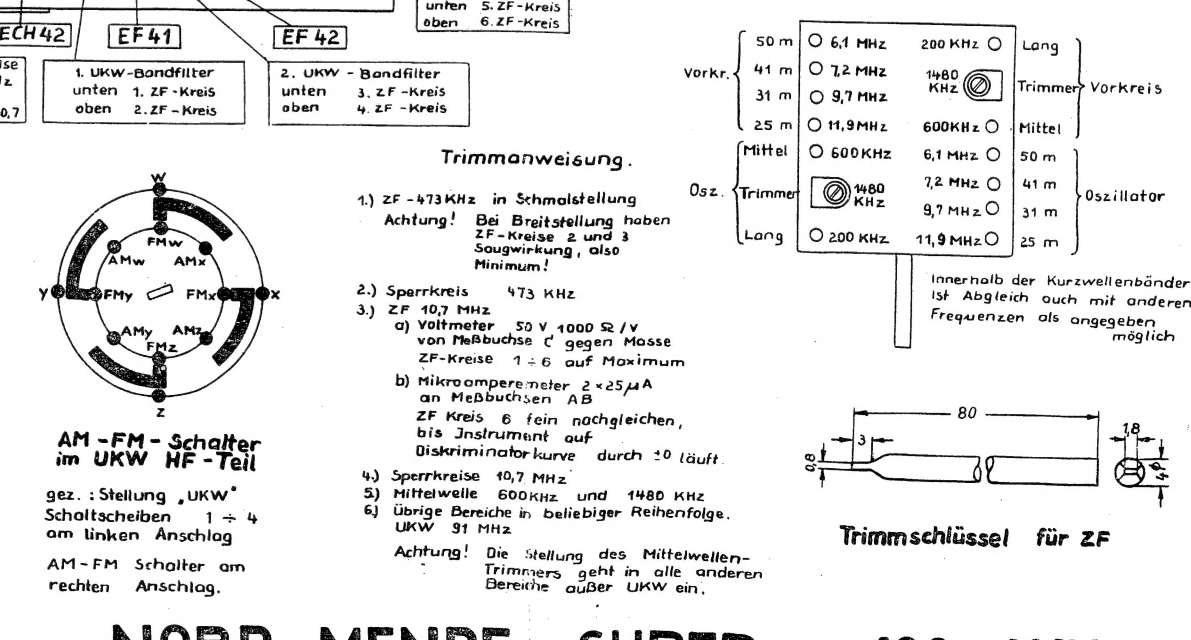 unten 5. ZF-Kreis
oben 6. ZF-Kreis
ECH 42
EF 41
EF 42
0,7
1. UKW-Bandfilter
unten 1. ZF-Kreis
oben 2. ZF-Kreis
2. UKW - Bandfilter
unten 3. ZF-Kreis
oben 4. ZF-Kreis
W
FMw
AMw
AMx
y
FMy
FMx
x
AMy
AMz
FMz
z
AM-FM-Schalter
im UKW HF-Teil
gez.: Stellung „UKW"
Schaltscheiben 1 ÷ 4
am linken Anschlag
AM-FM Schalter am
rechten Anschlag.
Trimmanweisung.
1.) ZF - 473 KHz in Schmalstellung
Achtung! Bei Breitstellung haben
ZF-Kreise 2 und 3
Saugwirkung, also
Minimum!
2.) Sperrkreis 473 KHz
3.) ZF 10,7 MHz
a) Voltmeter 50 V 1000 Ω/V
von Meßbuchse C gegen Masse
ZF-Kreise 1 ÷ 6 auf Maximum
b) Mikroamperemeter 2×25 µA
an Meßbuchsen AB
ZF Kreis 6 fein nachgleichen,
bis Instrument auf
Diskriminatorkurve durch ±0 läuft.
4.) Sperrkreise 10,7 MHz
5.) Mittelwelle 600 KHz und 1480 KHz
6.) übrige Bereiche in beliebiger Reihenfolge.
UKW 91 MHz
Achtung! Die Stellung des Mittelwellen-
Trimmers geht in alle anderen
Bereiche außer UKW ein.
Vorkr.
50 m 6,1 MHz 200 KHz Lang
41 m 7,2 MHz 1480 KHz Trimmer Vorkreis
31 m 9,7 MHz
25 m 11,9 MHz 600 KHz Mittel
Mittel 600 KHz 6,1 MHz 50 m
Osz. Trimmer 1480 KHz 7,2 MHz 41 m Oszillator
9,7 MHz 31 m
Lang 200 KHz 11,9 MHz 25 m
Innerhalb der Kurzwellenbänder
ist Abgleich auch mit anderen
Frequenzen als angegeben
möglich
80
3
0,8
1,8
4 φ
Trimmschlüssel für ZF